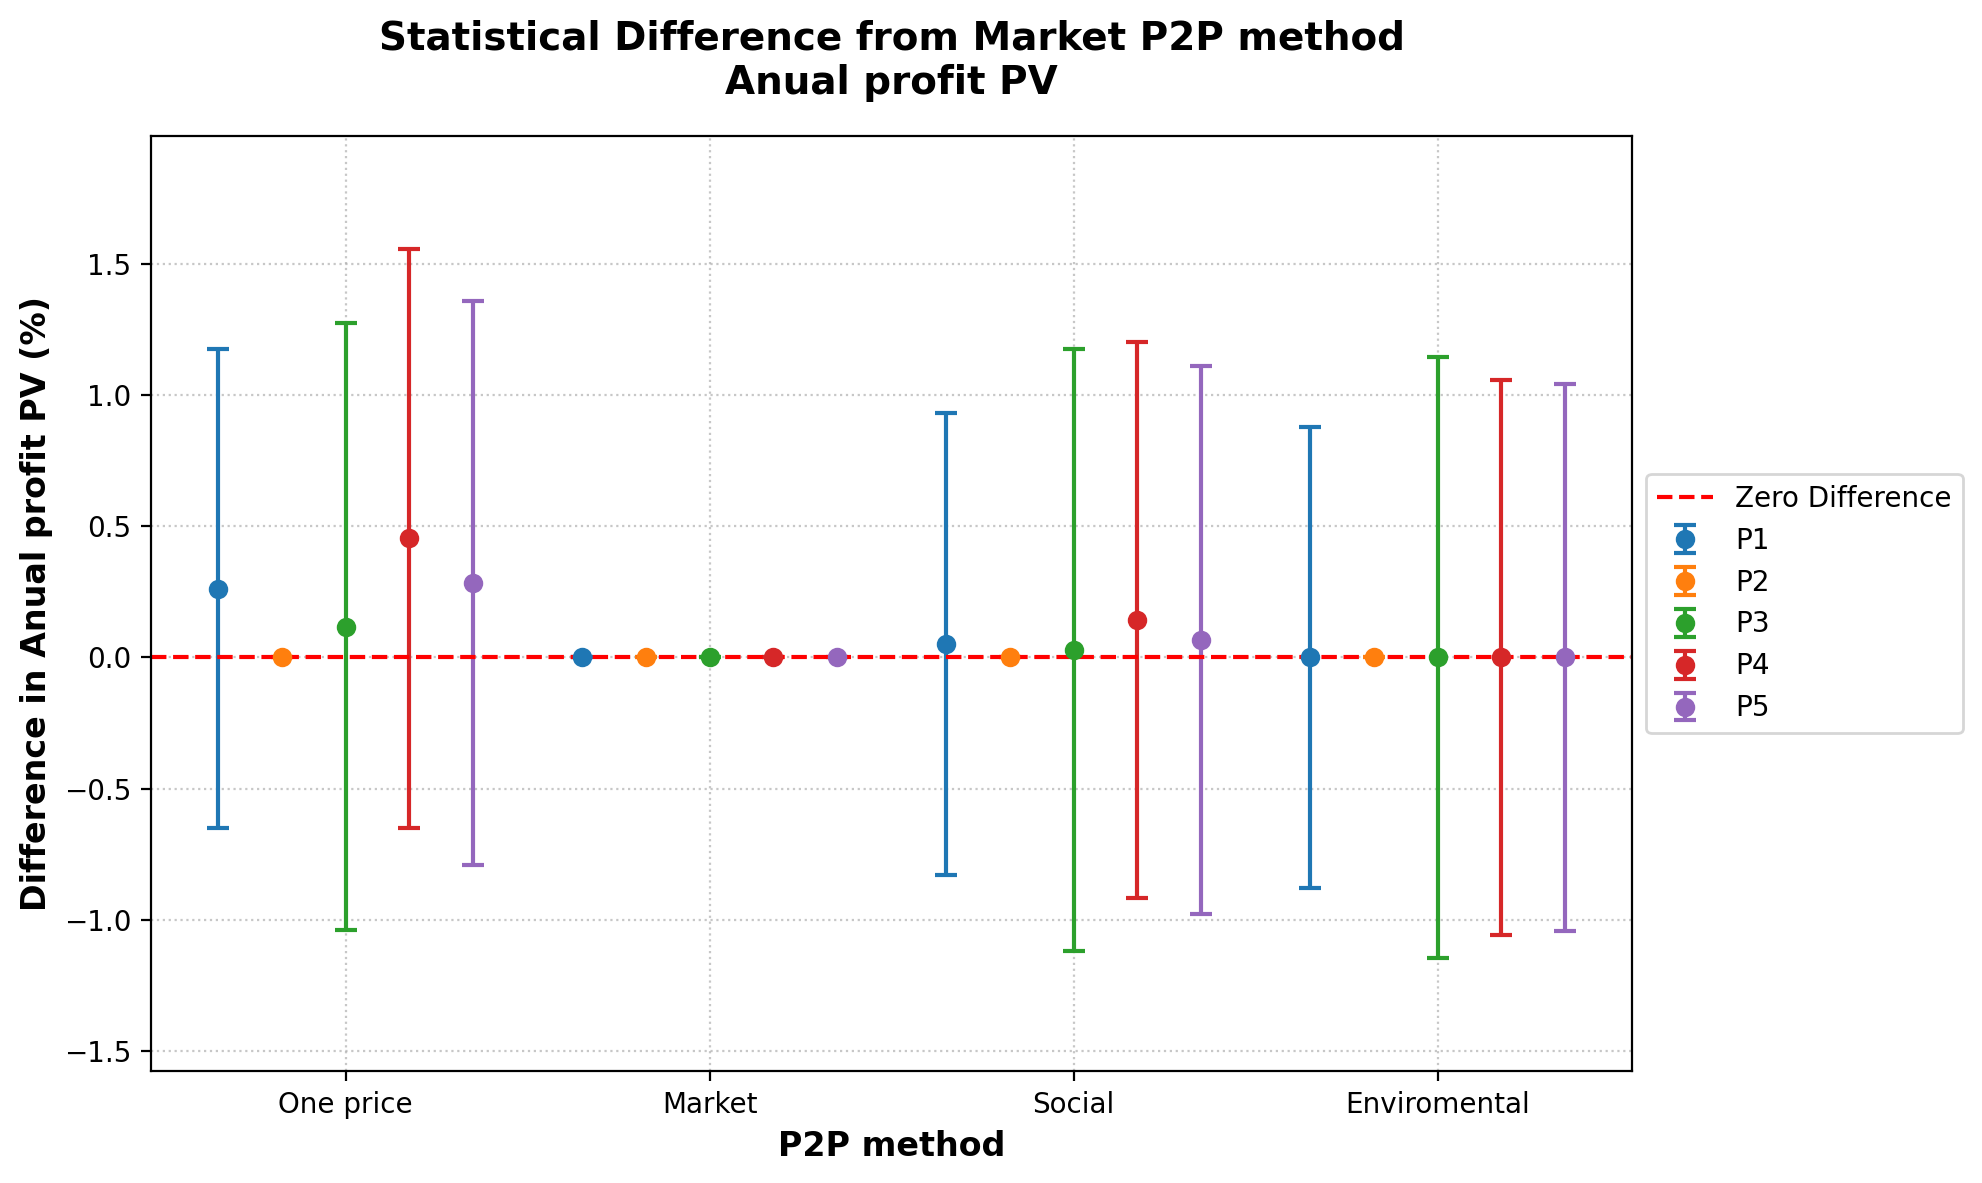 Statistical Difference from Market P2P method
Anual profit PV
Difference in Anual profit PV (%)
1.5
1.0
0.5
0.0
−0.5
−1.0
−1.5
One price
Market
Social
Enviromental
P2P method
Zero Difference
P1
P2
P3
P4
P5